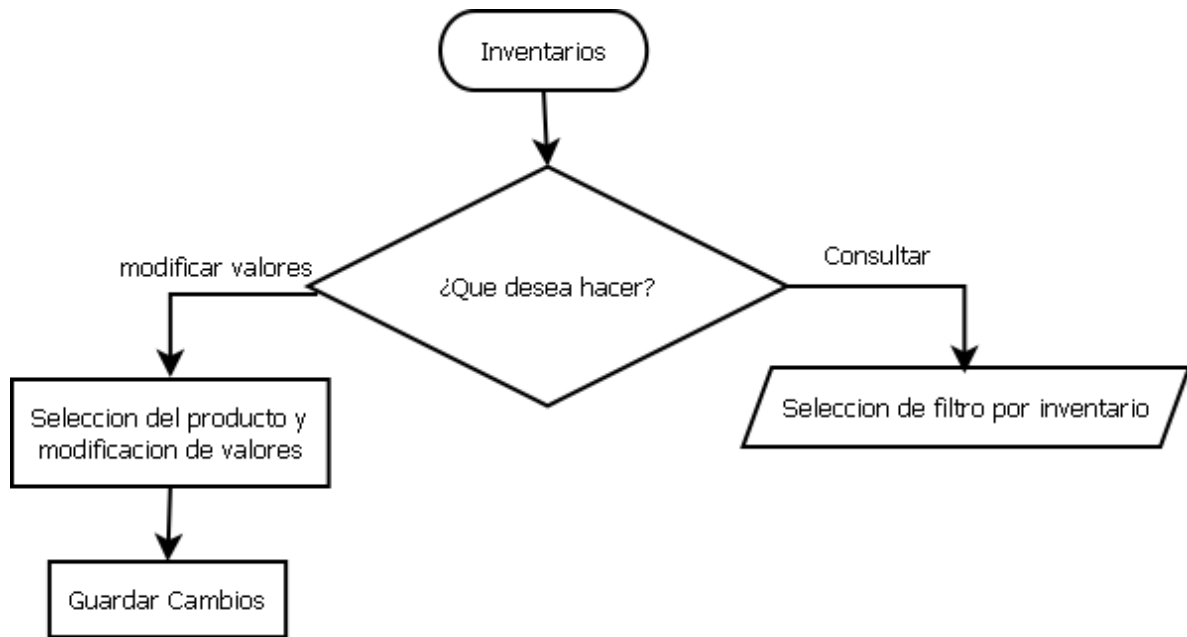 Inventarios
modificar valores
¿Que desea hacer?
Consultar
Seleccion del producto y
modificacion de valores
Seleccion de filtro por inventario
Guardar Cambios